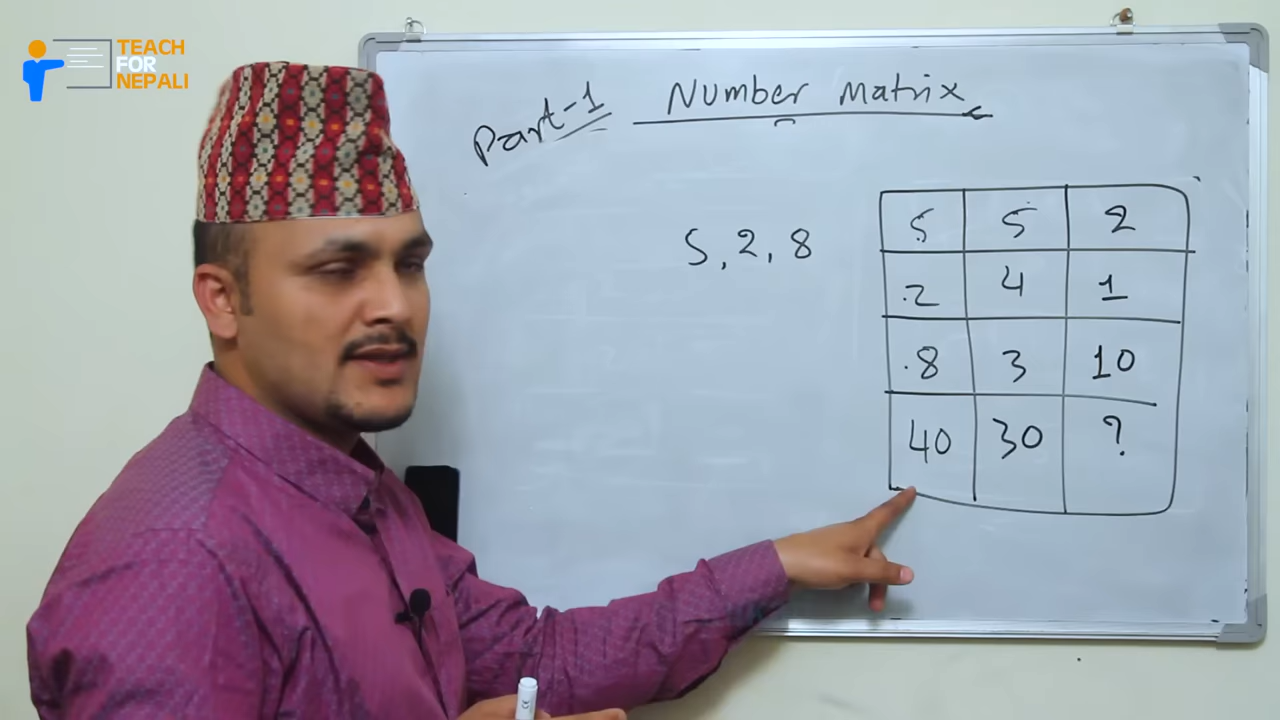 TEACH
FOR
NEPALI
Part-1 Number Matrix
5, 2, 8
5 5 2
2 4 1
8 3 10
40 30 ?